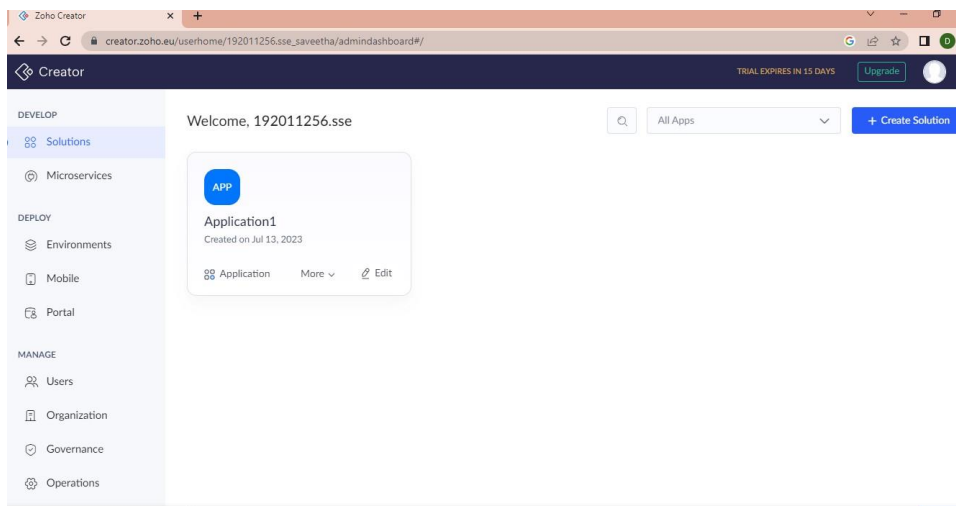 Zoho Creator
creator.zoho.eu/userhome/192011256.sse_saveetha/admindashboard#/
G
D
Creator
TRIAL EXPIRES IN 15 DAYS
Upgrade
DEVELOP
Solutions
Microservices
DEPLOY
Environments
Mobile
Portal
MANAGE
Users
Organization
Governance
Operations
Welcome, 192011256.sse
All Apps
+ Create Solution
APP
Application1
Created on Jul 13, 2023
Application More Edit